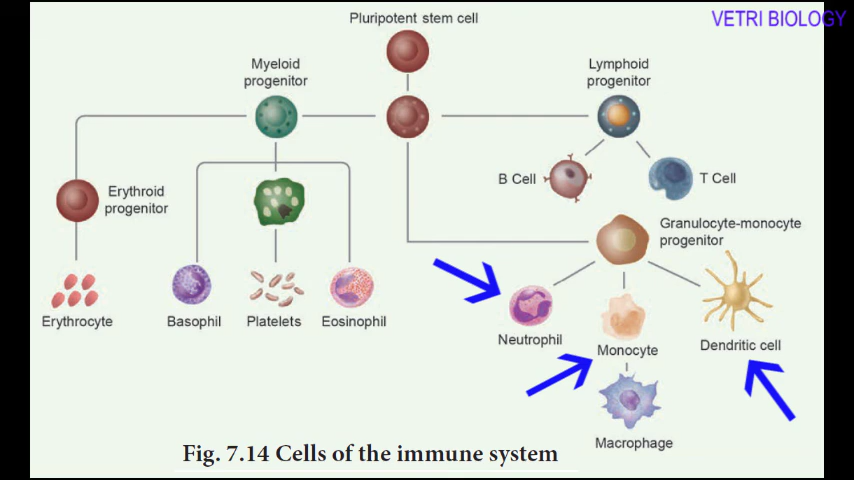 Pluripotent stem cell
VETRI BIOLOGY
Myeloid
progenitor
Lymphoid
progenitor
B Cell
T Cell
Erythroid
progenitor
Granulocyte-monocyte
progenitor
Erythrocyte
Basophil
Platelets
Eosinophil
Neutrophil
Monocyte
Dendritic cell
Macrophage
Fig. 7.14 Cells of the immune system